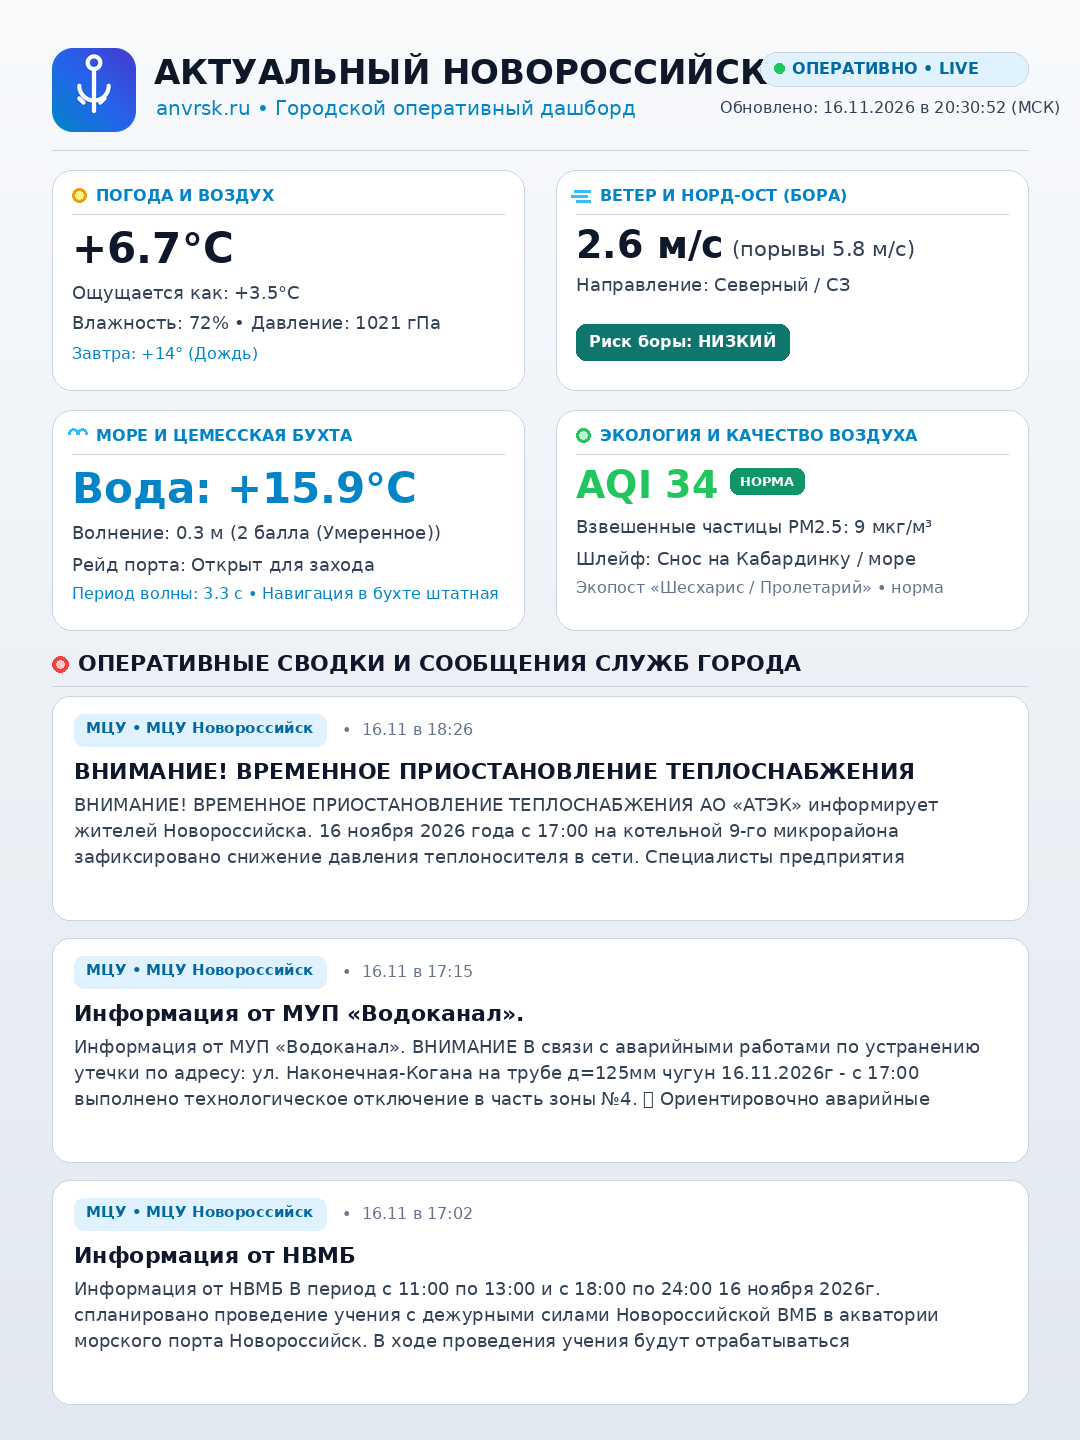 АКТУАЛЬНЫЙ НОВОРОССИЙСК
ОПЕРАТИВНО • LIVE
anvrsk.ru • Городской оперативный дашборд
Обновлено: 16.11.2026 в 20:30:52 (МСК)
ПОГОДА И ВОЗДУХ
+6.7°C
Ощущается как: +3.5°C
Влажность: 72% • Давление: 1021 гПа
Завтра: +14° (Дождь)
ВЕТЕР И НОРД-ОСТ (БОРА)
2.6 м/с (порывы 5.8 м/с)
Направление: Северный / СЗ
Риск боры: НИЗКИЙ
МОРЕ И ЦЕМЕССКАЯ БУХТА
Вода: +15.9°C
Волнение: 0.3 м (2 балла (Умеренное))
Рейд порта: Открыт для захода
Период волны: 3.3 с • Навигация в бухте штатная
ЭКОЛОГИЯ И КАЧЕСТВО ВОЗДУХА
AQI 34 НОРМА
Взвешенные частицы PM2.5: 9 мкг/м³
Шлейф: Снос на Кабардинку / море
Экопост «Шесхарис / Пролетарий» • норма
ОПЕРАТИВНЫЕ СВОДКИ И СООБЩЕНИЯ СЛУЖБ ГОРОДА
МЦУ • МЦУ Новороссийск • 16.11 в 18:26
ВНИМАНИЕ! ВРЕМЕННОЕ ПРИОСТАНОВЛЕНИЕ ТЕПЛОСНАБЖЕНИЯ
ВНИМАНИЕ! ВРЕМЕННОЕ ПРИОСТАНОВЛЕНИЕ ТЕПЛОСНАБЖЕНИЯ АО «АТЭК» информирует
жителей Новороссийска. 16 ноября 2026 года с 17:00 на котельной 9-го микрорайона
зафиксировано снижение давления теплоносителя в сети. Специалисты предприятия
МЦУ • МЦУ Новороссийск • 16.11 в 17:15
Информация от МУП «Водоканал».
Информация от МУП «Водоканал». ВНИМАНИЕ В связи с аварийными работами по устранению
утечки по адресу: ул. Наконечная-Когана на трубе д=125мм чугун 16.11.2026г - с 17:00
выполнено технологическое отключение в часть зоны №4. Ориентировочно аварийные
МЦУ • МЦУ Новороссийск • 16.11 в 17:02
Информация от НВМБ
Информация от НВМБ В период с 11:00 по 13:00 и с 18:00 по 24:00 16 ноября 2026г.
спланировано проведение учения с дежурными силами Новороссийской ВМБ в акватории
морского порта Новороссийск. В ходе проведения учения будут отрабатываться